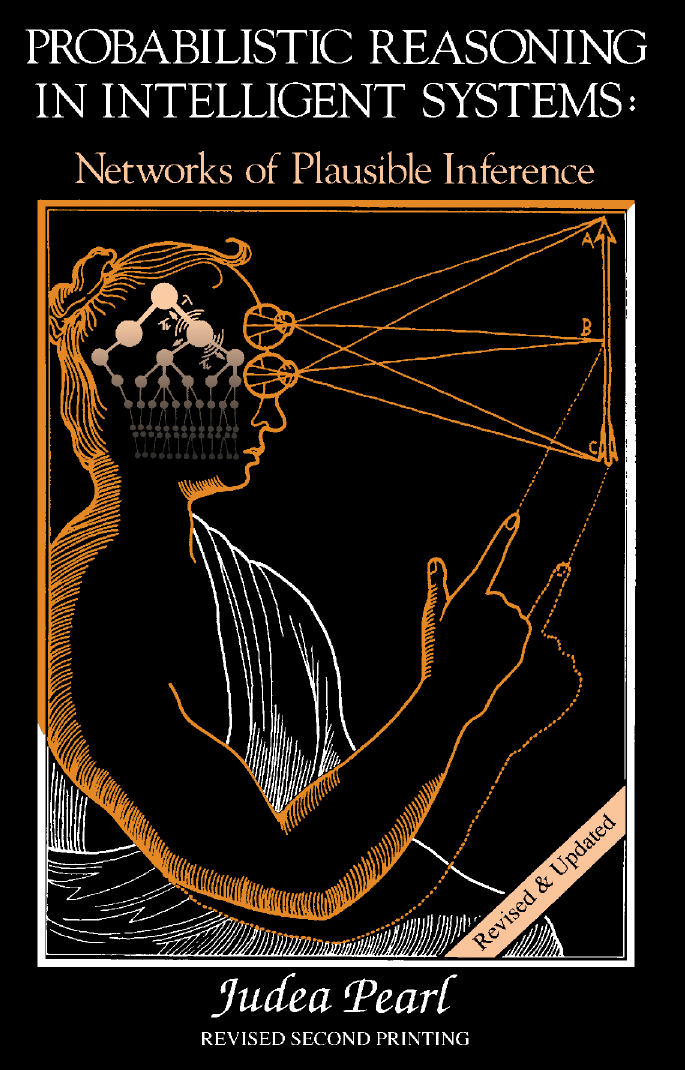 PROBABILISTIC REASONING
IN INTELLIGENT SYSTEMS:
Networks of Plausible Inference
A
B
C
Revised & Updated
Judea Pearl
REVISED SECOND PRINTING